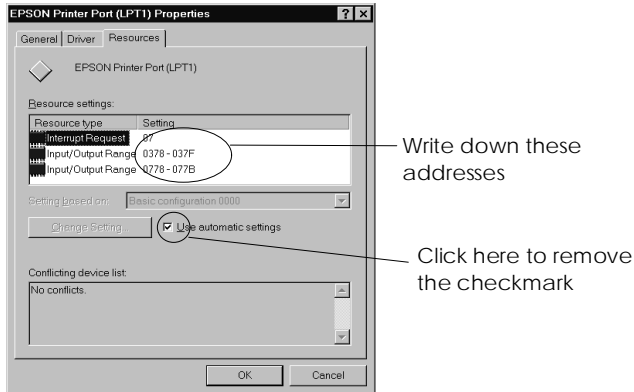 EPSON Printer Port (LPT1) Properties
General Driver Resources
EPSON Printer Port (LPT1)
Resource settings:
Resource type Setting
Interrupt Request 07
Input/Output Range 0378 - 037F
Input/Output Range 0778 - 077B
Setting based on: Basic configuration 0000
Change Setting... Use automatic settings
Conflicting device list:
No conflicts.
OK Cancel
Write down these
addresses
Click here to remove
the checkmark